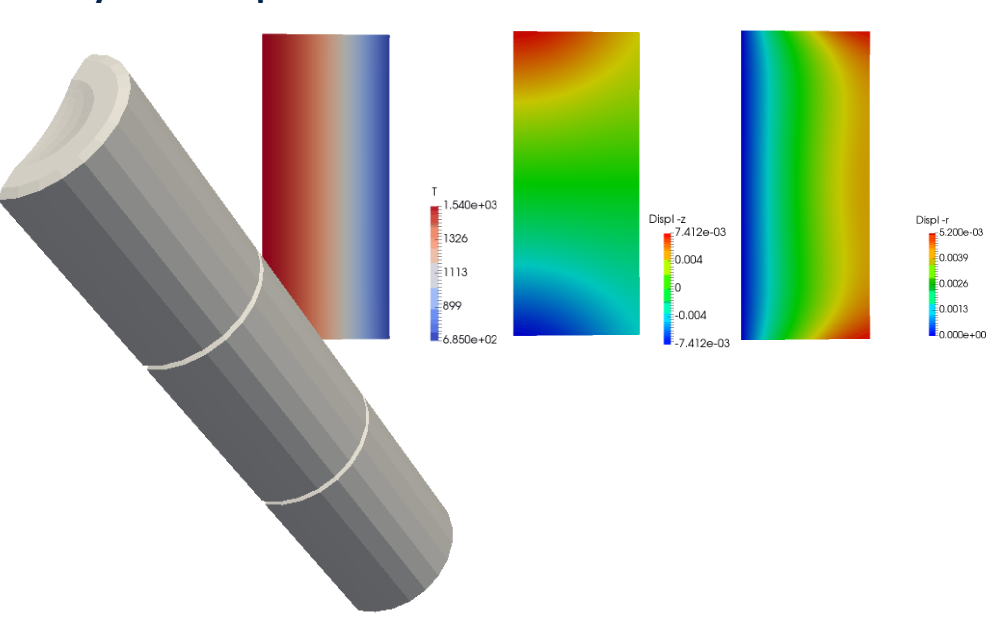 T
1.540e+03
1326
1113
899
6.850e+02
Displ -z
7.412e-03
0.004
0
-0.004
-7.412e-03
Displ -r
5.200e-03
0.0039
0.0026
0.0013
0.000e+00